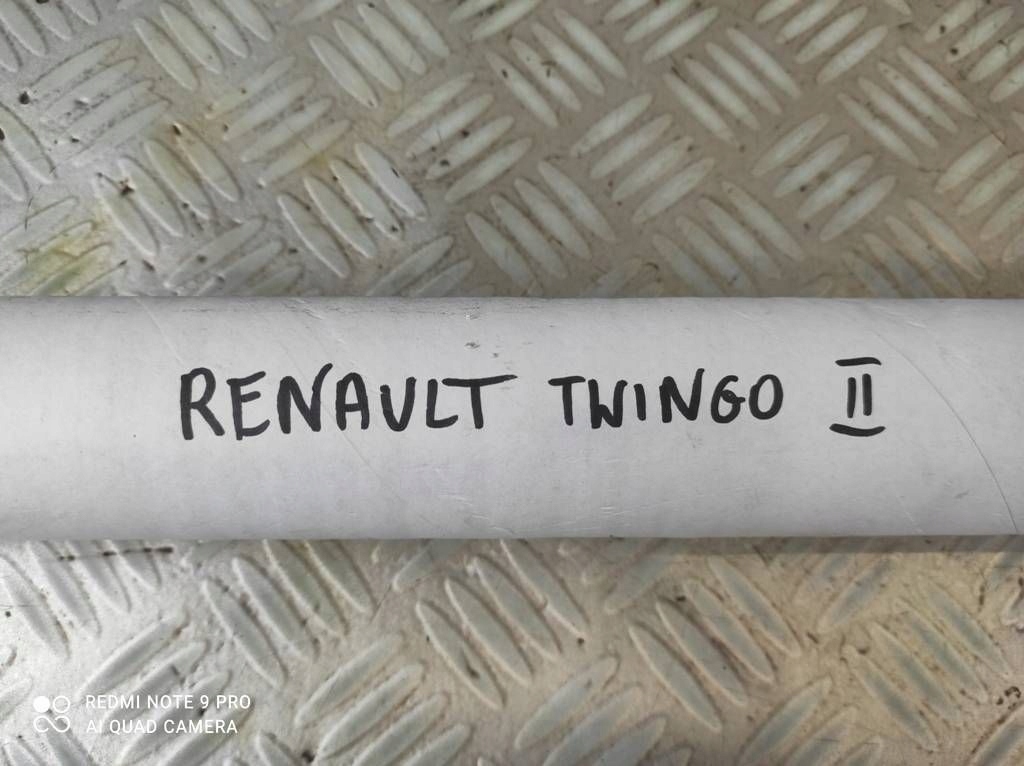 RENAULT TWINGO II
REDMI NOTE 9 PRO
AI QUAD CAMERA